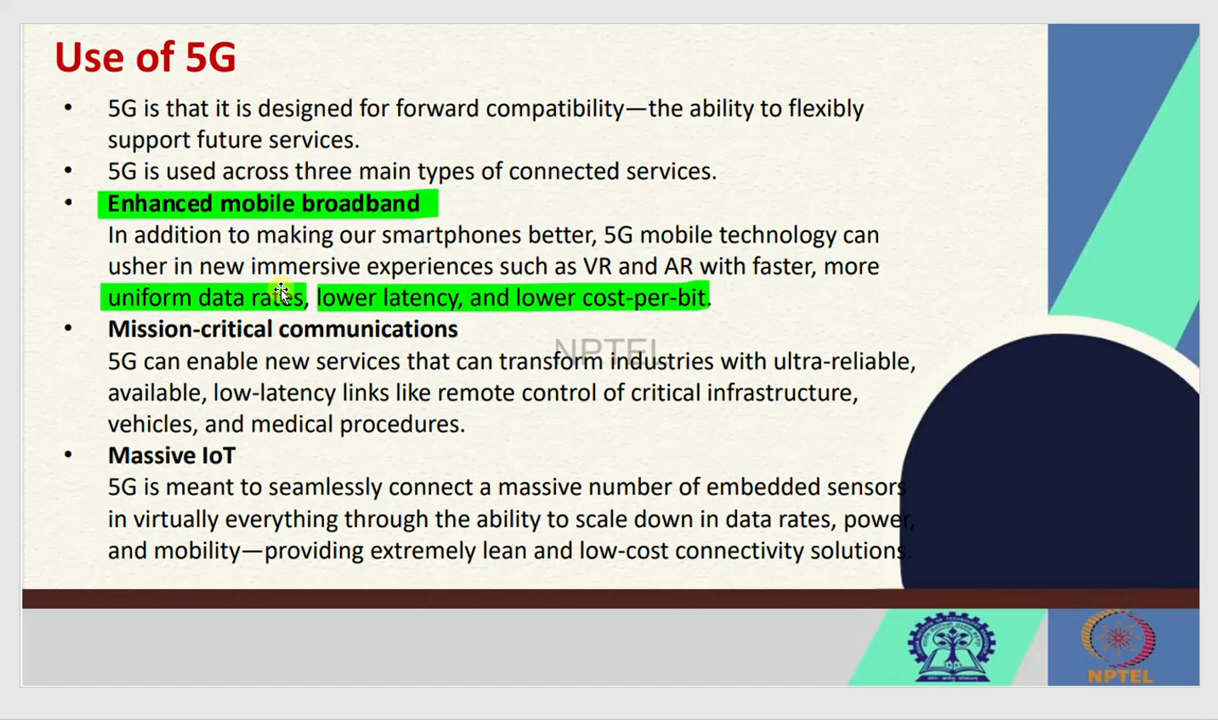 Use of 5G
• 5G is that it is designed for forward compatibility—the ability to flexibly
support future services.
• 5G is used across three main types of connected services.
• Enhanced mobile broadband
In addition to making our smartphones better, 5G mobile technology can
usher in new immersive experiences such as VR and AR with faster, more
uniform data rates, lower latency, and lower cost-per-bit.
• Mission-critical communications
NPTEL
5G can enable new services that can transform industries with ultra-reliable,
available, low-latency links like remote control of critical infrastructure,
vehicles, and medical procedures.
• Massive IoT
5G is meant to seamlessly connect a massive number of embedded sensors
in virtually everything through the ability to scale down in data rates, power,
and mobility—providing extremely lean and low-cost connectivity solutions.
NPTEL